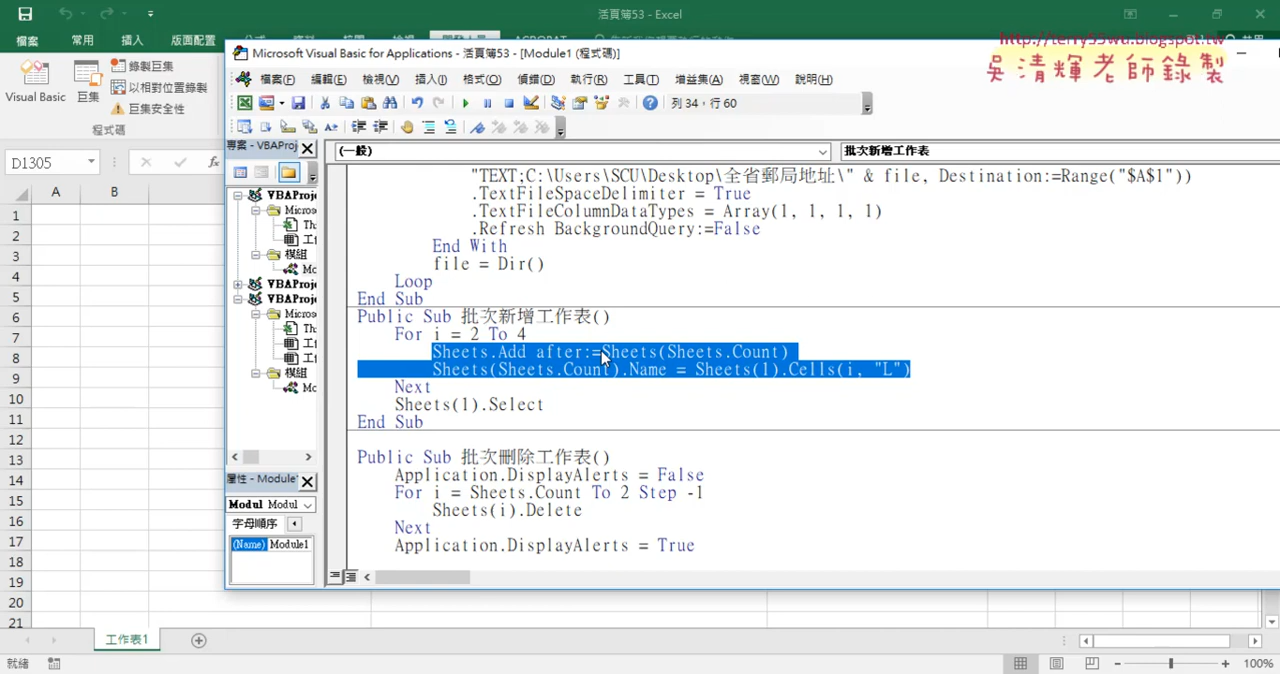 活頁簿53 - Excel
檔案 常用 插入 版面配置
ACROBAT
Visual Basic
巨集
錄製巨集
以相對位置錄製
巨集安全性
程式碼
http://terry55wu.blogspot.tw
吳清輝老師錄製
Microsoft Visual Basic for Applications - 活頁簿53 - [Module1 (程式碼)]
檔案(F) 編輯(E) 檢視(V) 插入(I) 格式(O) 偵錯(D) 執行(R) 工具(T) 增益集(A) 視窗(W) 說明(H)
列 34，行 60
D1305
fx
專案 - VBAProj
(一般)
批次新增工作表
VBAProje
Micros
Th
工作
模組
Mo
VBAProje
VBAProje
Micros
Th
模組
Mo
屬性 - Module
Modul Modul
字母順序
(Name) Module1
"TEXT;C:\Users\SCU\Desktop\全省郵局地址\" & file, Destination:=Range("$A$1"))
.TextFileSpaceDelimiter = True
.TextFileColumnDataTypes = Array(1, 1, 1, 1)
.Refresh BackgroundQuery:=False
End With
file = Dir()
Loop
End Sub
Public Sub 批次新增工作表()
For i = 2 To 4
Sheets.Add after:=Sheets(Sheets.Count)
Sheets(Sheets.Count).Name = Sheets(1).Cells(i, "L")
Next
Sheets(1).Select
End Sub
Public Sub 批次刪除工作表()
Application.DisplayAlerts = False
For i = Sheets.Count To 2 Step -1
Sheets(i).Delete
Next
Application.DisplayAlerts = True
A B
1
2
3
4
5
6
7
8
9
10
11
12
13
14
15
16
17
18
19
20
21
工作表1
就緒
100%